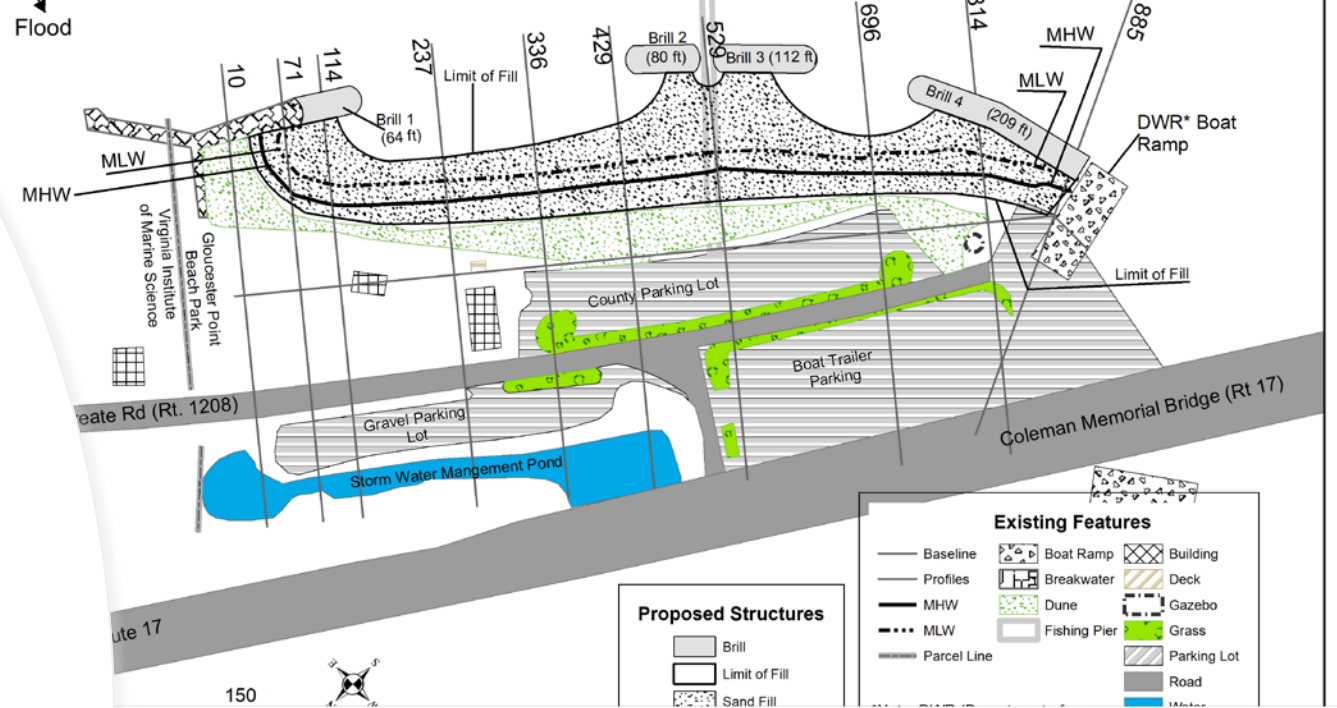 Flood
10
71
114
237
336
429
529
696
814
885
Limit of Fill
Brill 1
(64 ft)
Brill 2
(80 ft)
Brill 3 (112 ft)
Brill 4
(209 ft)
MHW
MLW
DWR* Boat
Ramp
MLW
MHW
Virginia Institute
of Marine Science
Gloucester Point
Beach Park
County Parking Lot
Limit of Fill
Boat Trailer
Parking
eate Rd (Rt. 1208)
Gravel Parking
Lot
Storm Water Mangement Pond
Coleman Memorial Bridge (Rt 17)
ute 17
150
E
S
N
W
Proposed Structures
Brill
Limit of Fill
Sand Fill
Existing Features
Baseline
Profiles
MHW
MLW
Parcel Line
Boat Ramp
Breakwater
Dune
Fishing Pier
Building
Deck
Gazebo
Grass
Parking Lot
Road
Water